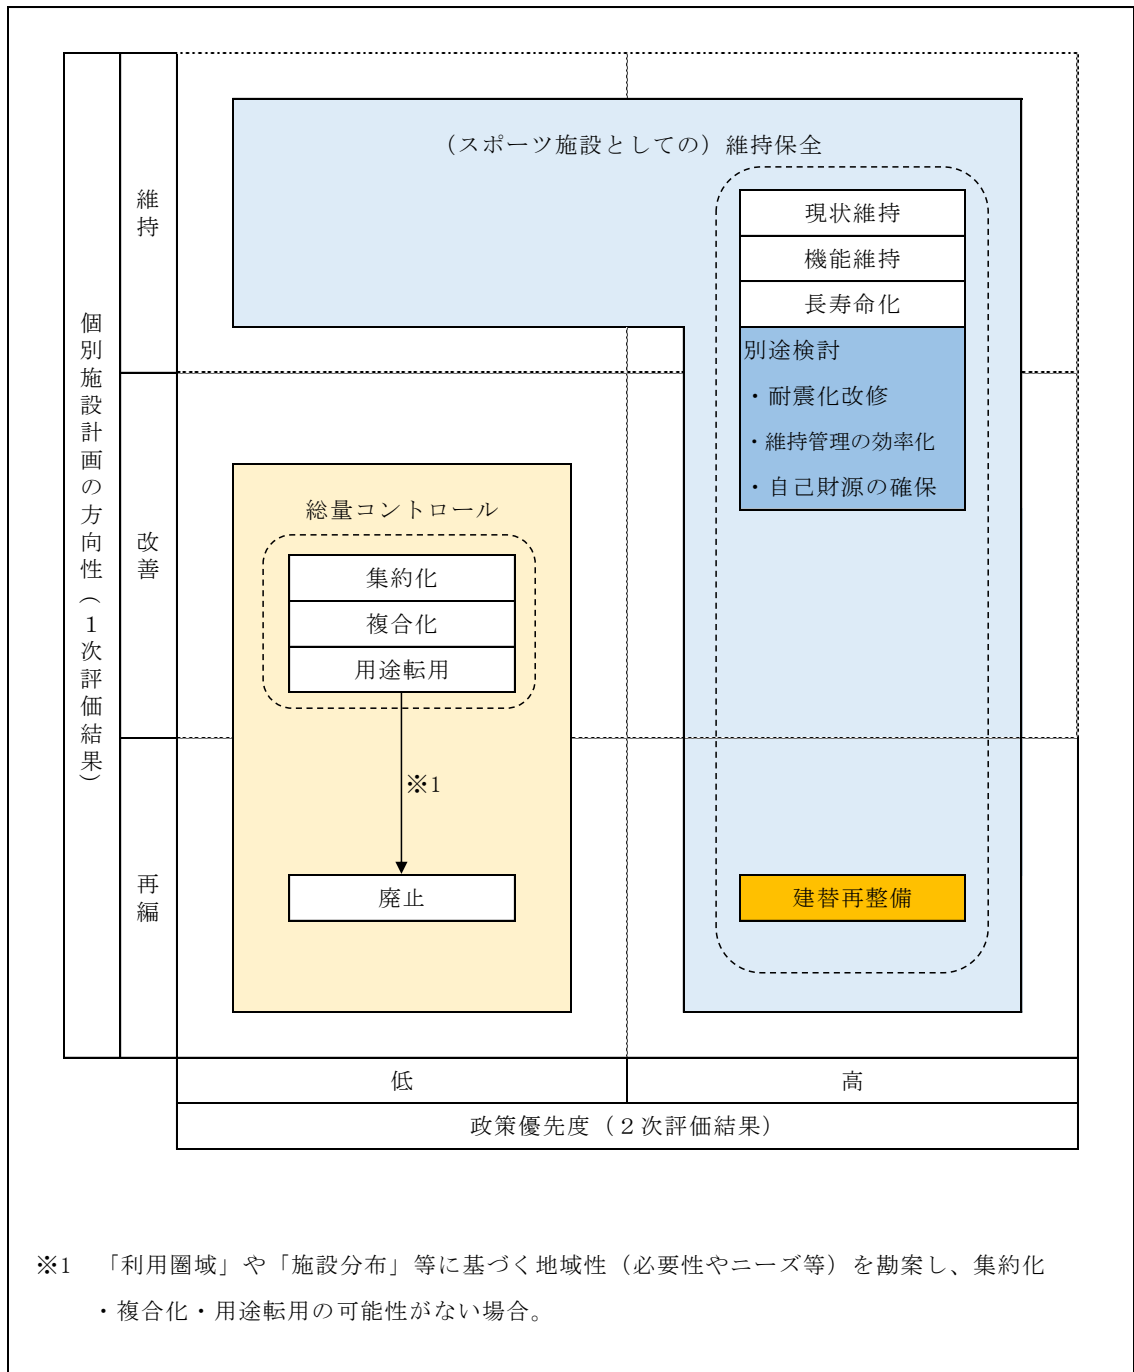 個別施設計画の方向性（１次評価結果）
維持
改善
再編
（スポーツ施設としての）維持保全
現状維持
機能維持
長寿命化
別途検討
・耐震化改修
・維持管理の効率化
・自己財源の確保
総量コントロール
集約化
複合化
用途転用
※1
廃止
建替再整備
低
高
政策優先度（２次評価結果）
※1　「利用圏域」や「施設分布」等に基づく地域性（必要性やニーズ等）を勘案し、集約化
・複合化・用途転用の可能性がない場合。